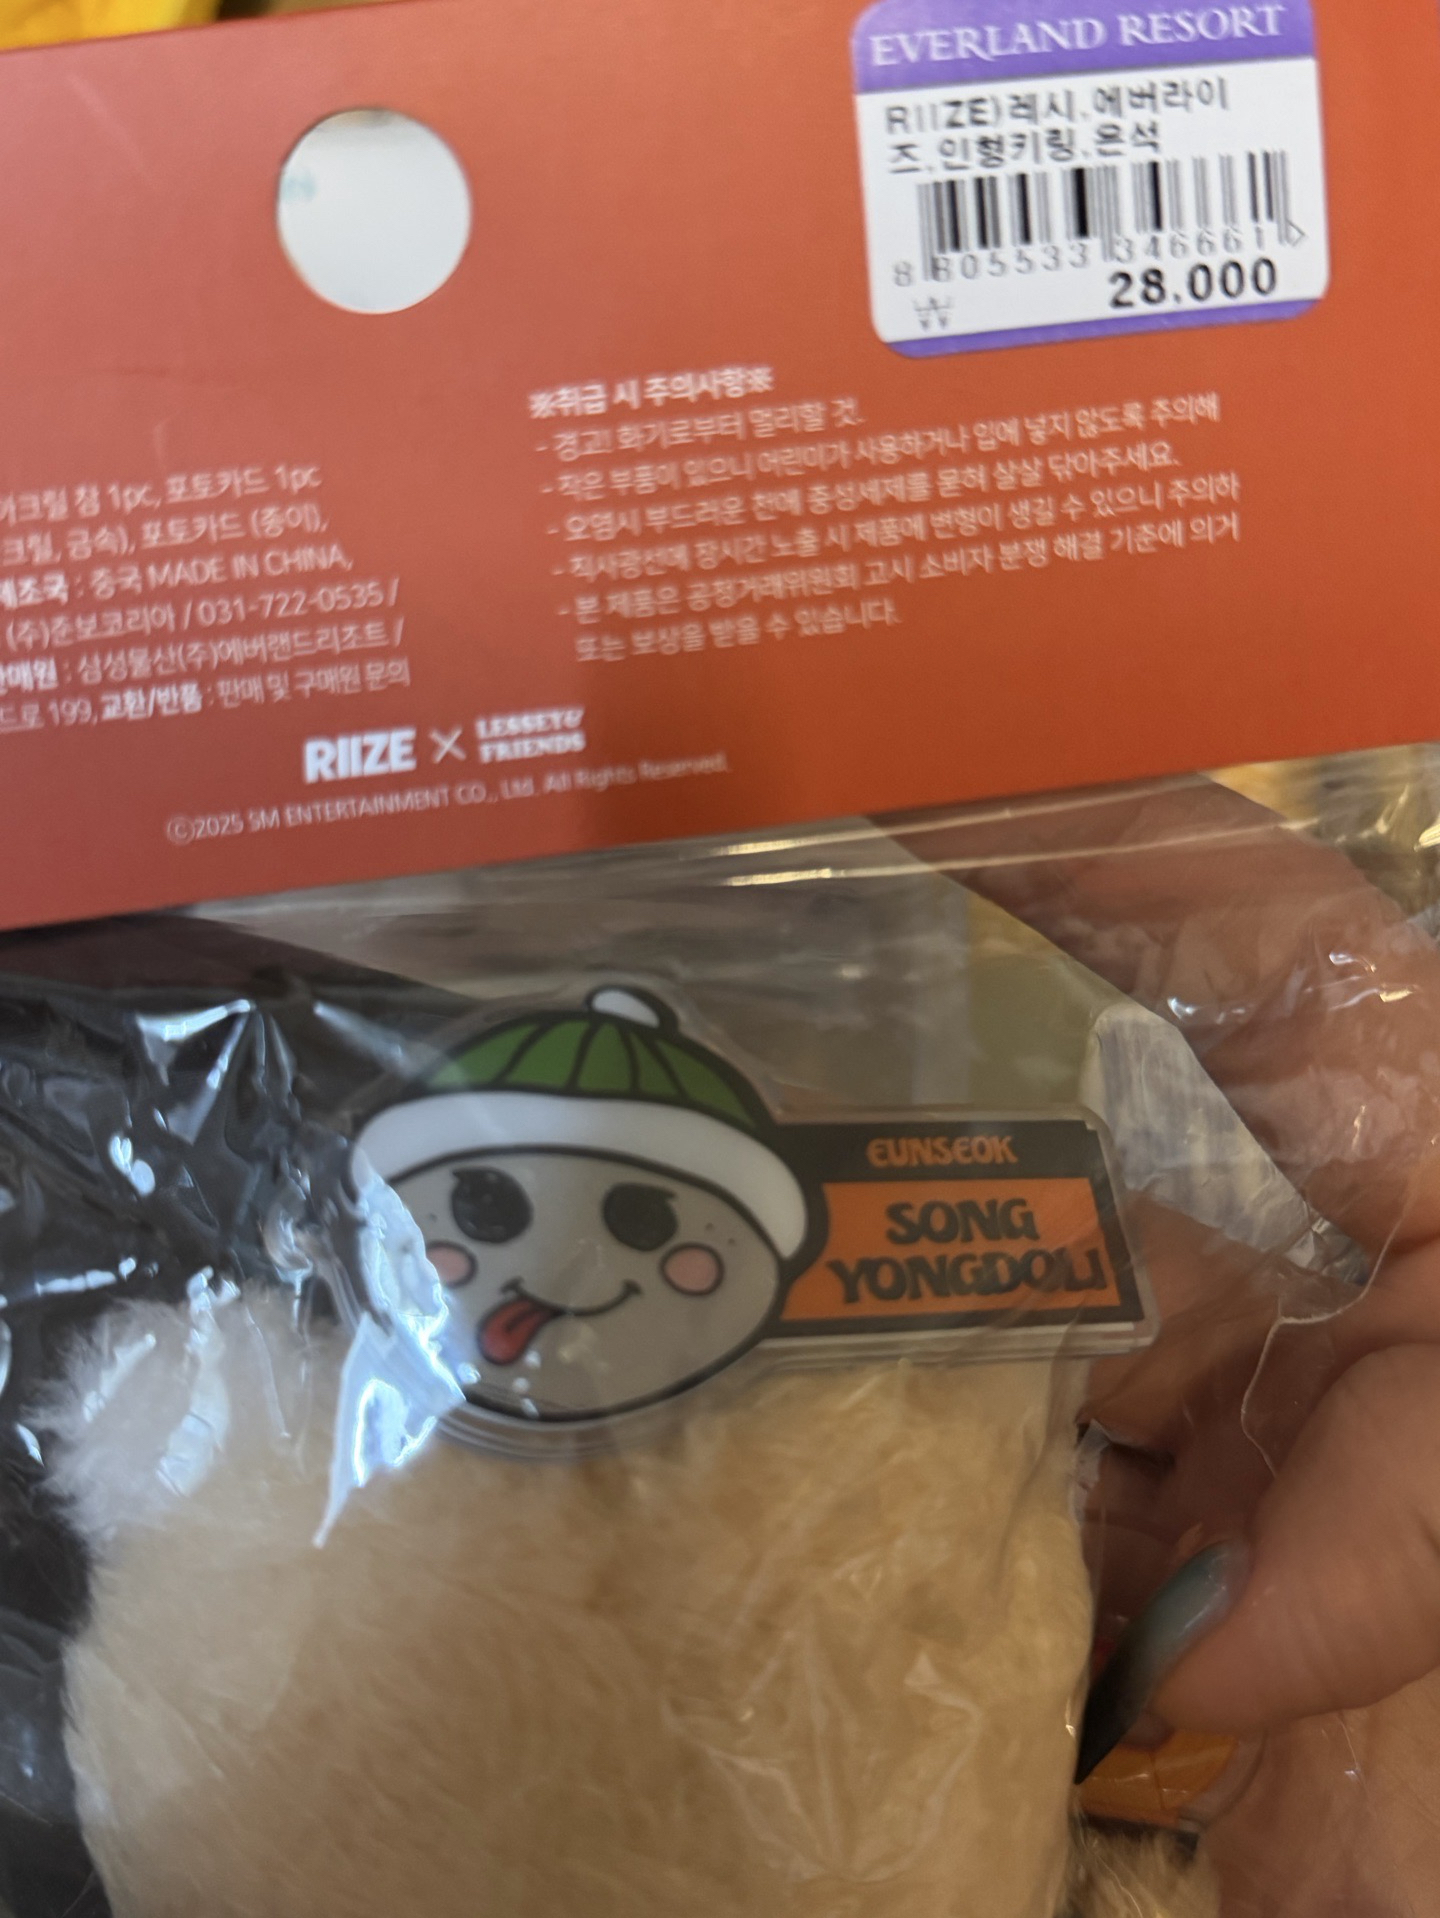 EVERLAND RESORT
RIIZE)레시.에버라이
즈.인형키링.은석
8 805533 346661
₩ 28,000
아크릴 참 1pc, 포토카드 1pc
크릴, 금속), 포토카드 (종이),
제조국 : 중국 MADE IN CHINA,
(주)준보코리아 / 031-722-0535 /
판매원 : 삼성물산(주)에버랜드리조트 /
드로 199, 교환/반품 : 판매 및 구매원 문의
※취급 시 주의사항※
- 경고! 화기로부터 멀리할 것.
- 작은 부품이 있으니 어린이가 사용하거나 입에 넣지 않도록 주의해
- 오염시 부드러운 천에 중성세제를 묻혀 살살 닦아주세요.
- 직사광선에 장시간 노출 시 제품에 변형이 생길 수 있으니 주의하
- 본 제품은 공정거래위원회 고시 소비자 분쟁 해결 기준에 의거
또는 보상을 받을 수 있습니다.
RIIZE × LESSEY&
FRIENDS
©2025 SM ENTERTAINMENT CO., Ltd. All Rights Reserved.
EUNSEOK
SONG
YONGDOLI